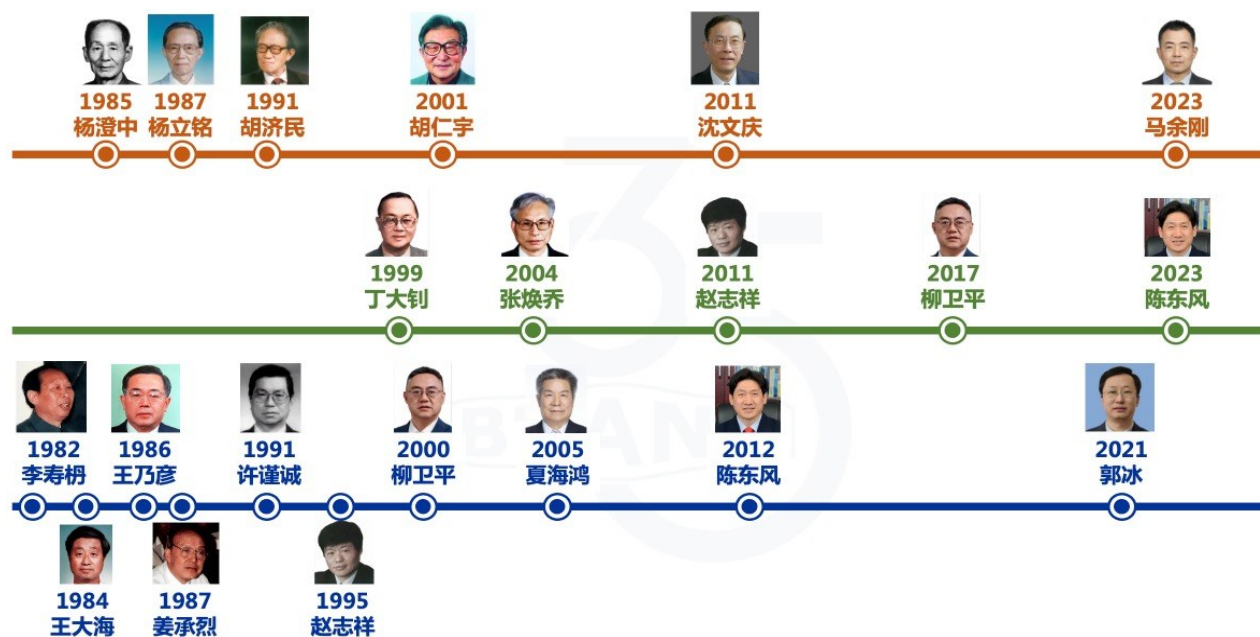 1985
杨澄中
1987
杨立铭
1991
胡济民
2001
胡仁宇
2011
沈文庆
2023
马余刚
1999
丁大钊
2004
张焕乔
2011
赵志祥
2017
柳卫平
2023
陈东风
1982
李寿枬
1986
王乃彦
1991
许谨诚
2000
柳卫平
2005
夏海鸿
2012
陈东风
2021
郭冰
1984
王大海
1987
姜承烈
1995
赵志祥